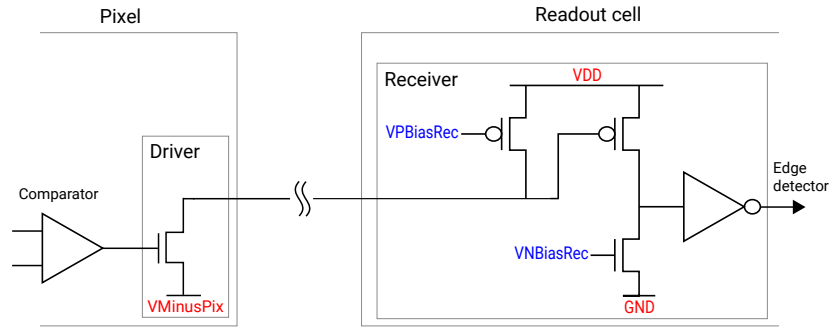 Pixel
Readout cell
Receiver
VDD
VPBiasRec
Driver
Comparator
Edge
detector
VNBiasRec
VMinusPix
GND